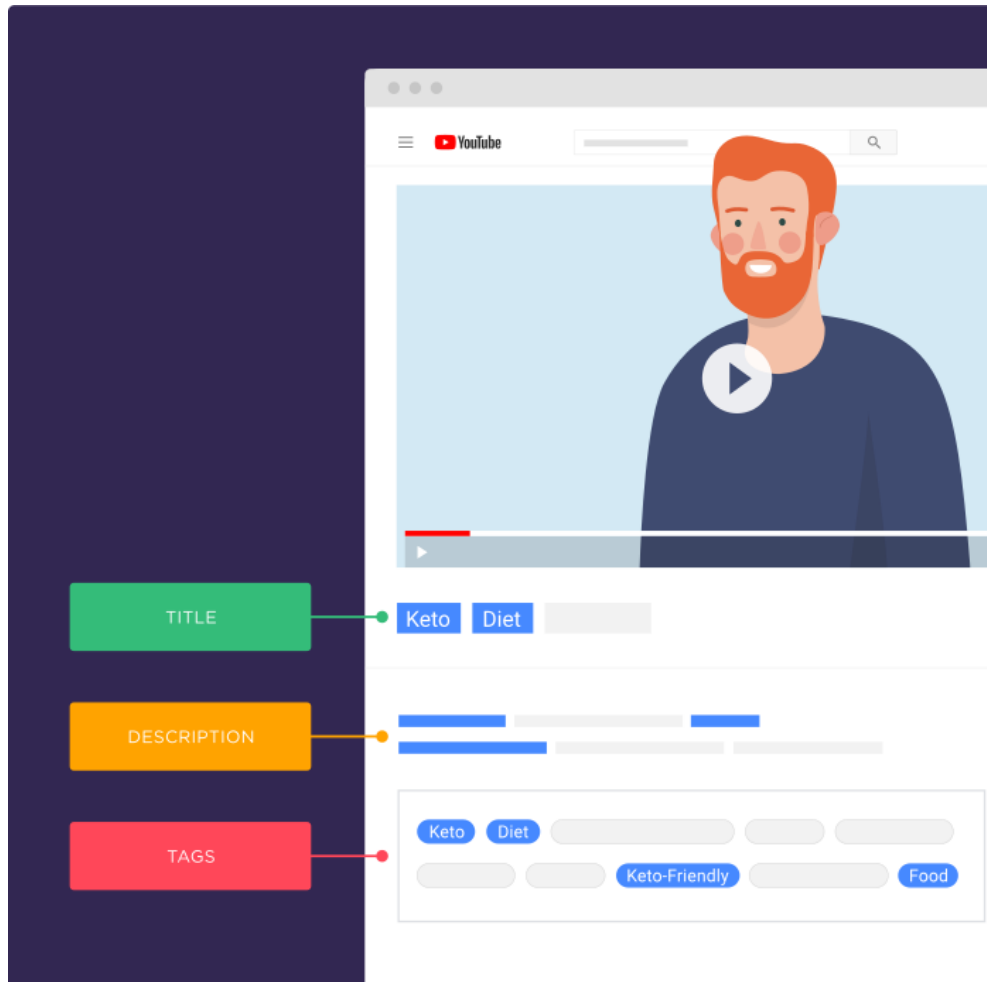 YouTube
TITLE
Keto Diet
DESCRIPTION
TAGS
Keto Diet
Keto-Friendly Food